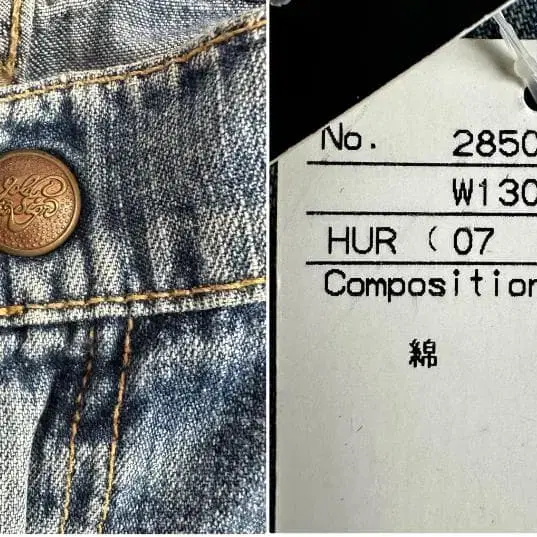 No. 2850
W130
HUR ( 07
Composition
綿